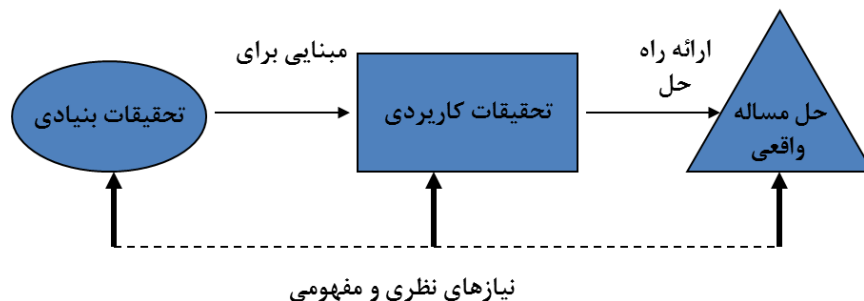 تحقیقات بنیادی
مبنایی برای
تحقیقات کاربردی
ارائه راه
حل
حل مساله
واقعی
نیازهای نظری و مفهومی